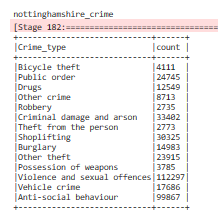 nottinghamshire_crime
[Stage 182:==============================
+----------------------------+------+
|Crime_type                  |count |
+----------------------------+------+
|Bicycle theft               |4111  |
|Public order                |24745 |
|Drugs                       |12549 |
|Other crime                 |8713  |
|Robbery                     |2735  |
|Criminal damage and arson   |33402 |
|Theft from the person       |2773  |
|Shoplifting                 |30325 |
|Burglary                    |14983 |
|Other theft                 |23915 |
|Possession of weapons       |3785  |
|Violence and sexual offences|112297|
|Vehicle crime               |17686 |
|Anti-social behaviour       |99867 |
+----------------------------+------+